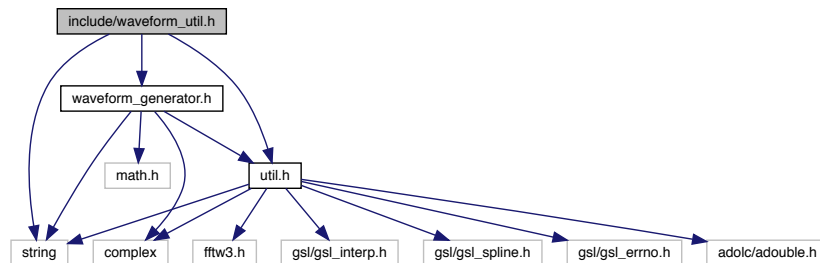 include/waveform_util.h
waveform_generator.h
math.h
util.h
string
complex
fftw3.h
gsl/gsl_interp.h
gsl/gsl_spline.h
gsl/gsl_errno.h
adolc/adouble.h